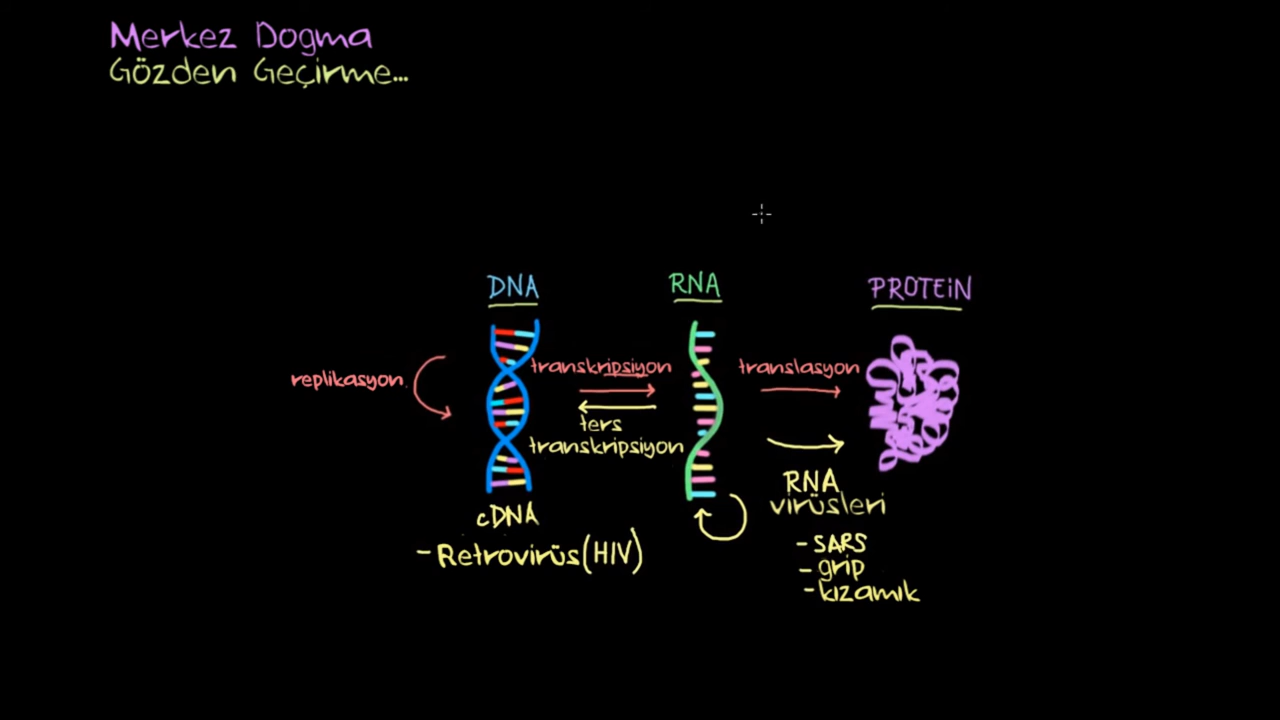 Merkez Dogma
Gözden Geçirme...
DNA
RNA
PROTEİN
replikasyon
transkripsiyon
translasyon
ters
transkripsiyon
RNA
virüsleri
cDNA
- Retrovirüs(HIV)
- SARS
- grip
- kızamık